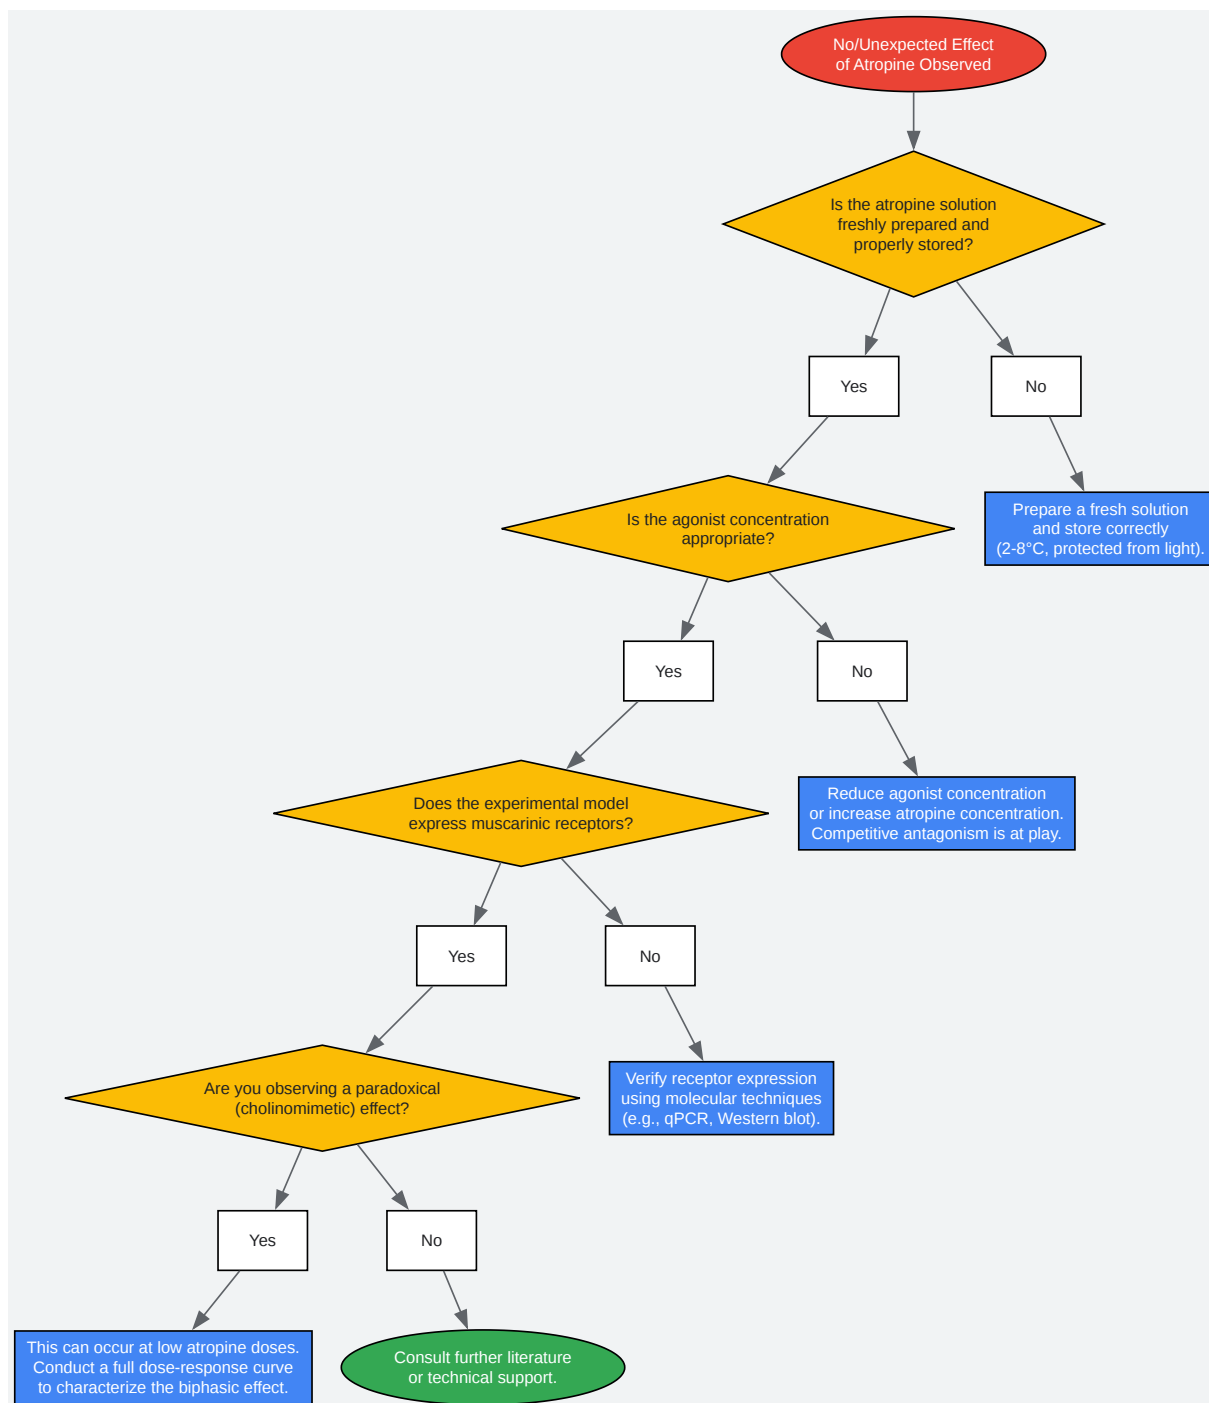 No/Unexpected Effect
of Atropine Observed
Is the atropine solution
freshly prepared and
properly stored?
Yes
No
Prepare a fresh solution
and store correctly
(2-8°C, protected from light).
Is the agonist concentration
appropriate?
Yes
No
Reduce agonist concentration
or increase atropine concentration.
Competitive antagonism is at play.
Does the experimental model
express muscarinic receptors?
Yes
No
Verify receptor expression
using molecular techniques
(e.g., qPCR, Western blot).
Are you observing a paradoxical
(cholinomimetic) effect?
Yes
No
This can occur at low atropine doses.
Conduct a full dose-response curve
to characterize the biphasic effect.
Consult further literature
or technical support.